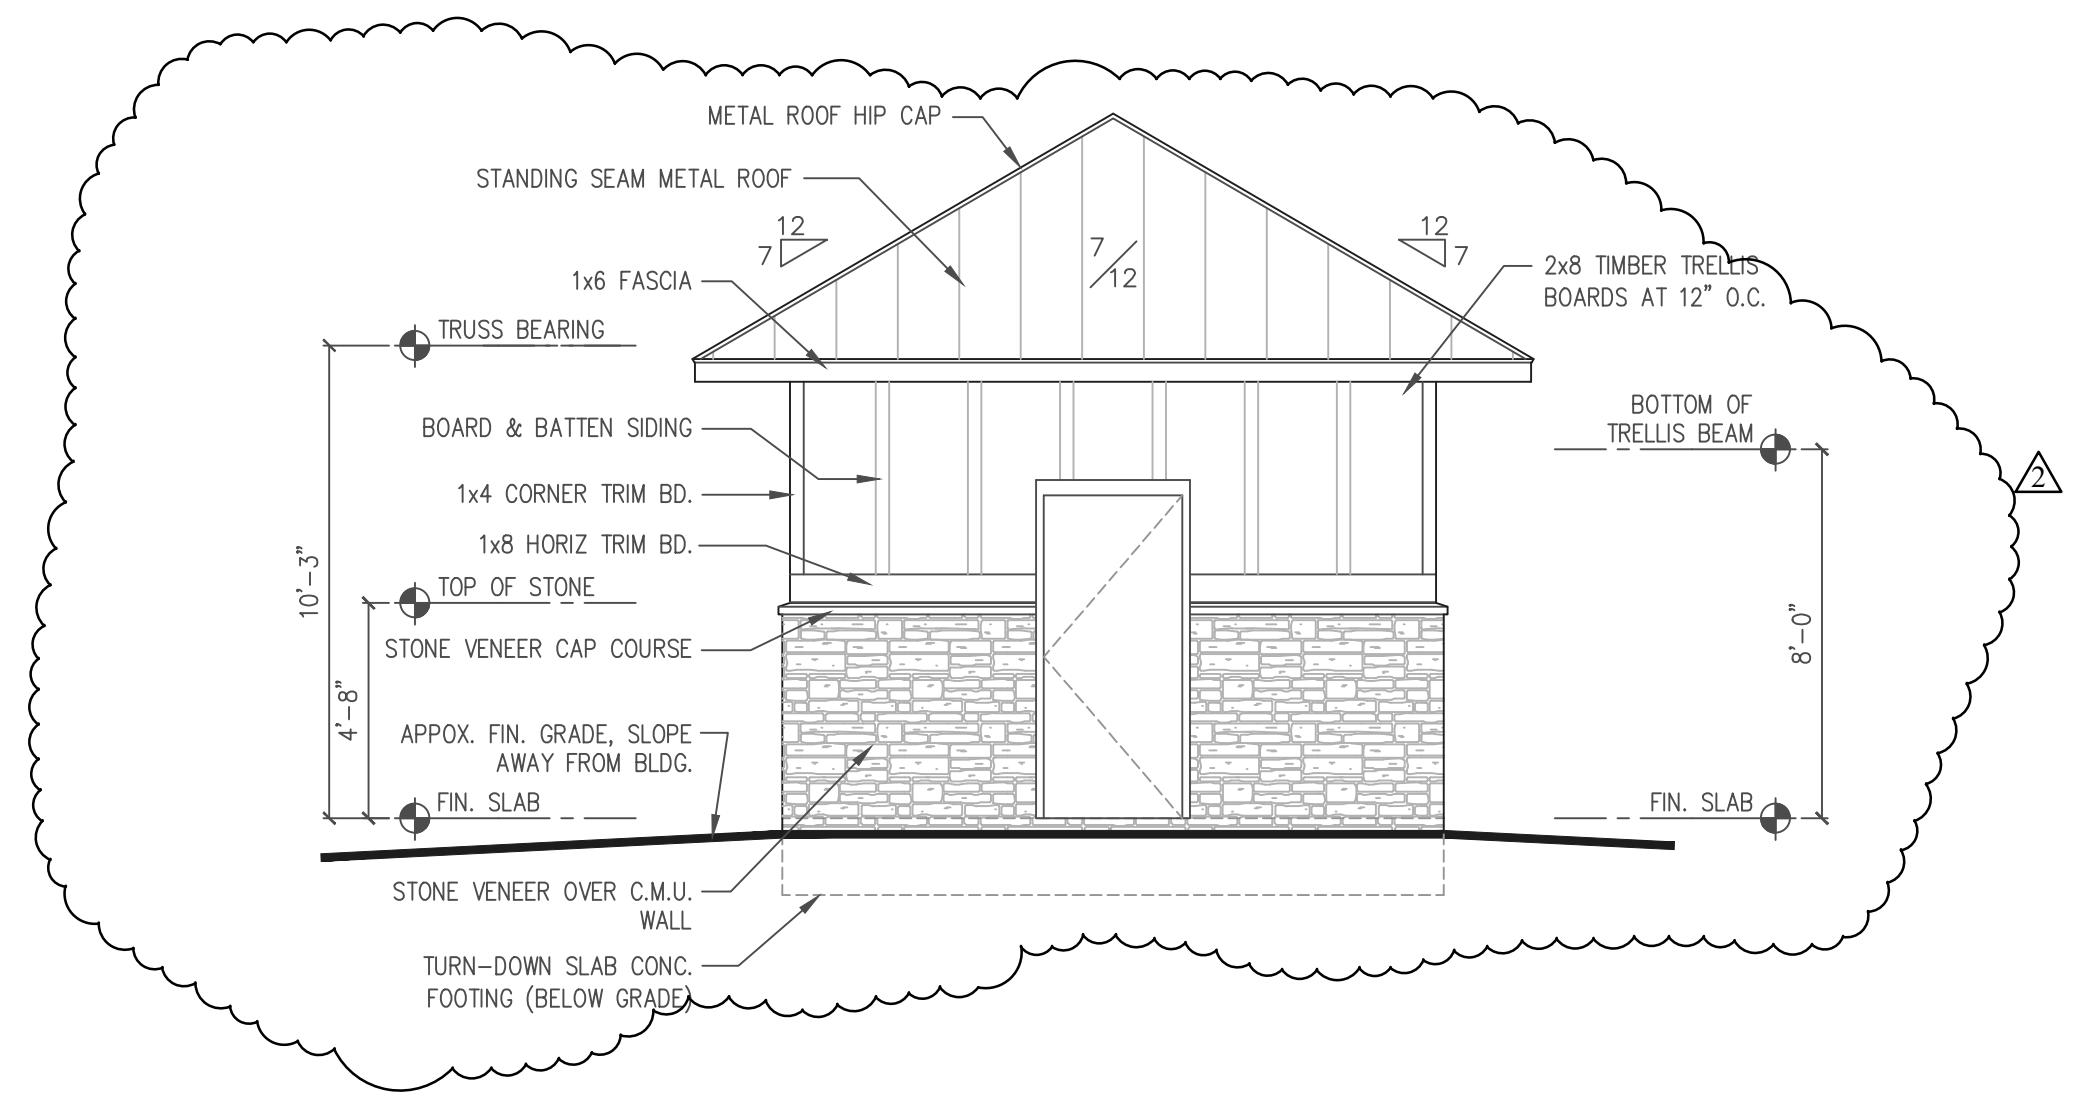 METAL ROOF HIP CAP
STANDING SEAM METAL ROOF
12
7
12
7
7/12
1x6 FASCIA
2x8 TIMBER TRELLIS
BOARDS AT 12” O.C.
TRUSS BEARING
BOTTOM OF
TRELLIS BEAM
BOARD & BATTEN SIDING
1x4 CORNER TRIM BD.
2
1x8 HORIZ TRIM BD.
10'-3”
TOP OF STONE
STONE VENEER CAP COURSE
8'-0”
4'-8”
APPOX. FIN. GRADE, SLOPE
AWAY FROM BLDG.
FIN. SLAB
FIN. SLAB
STONE VENEER OVER C.M.U.
WALL
TURN-DOWN SLAB CONC.
FOOTING (BELOW GRADE)